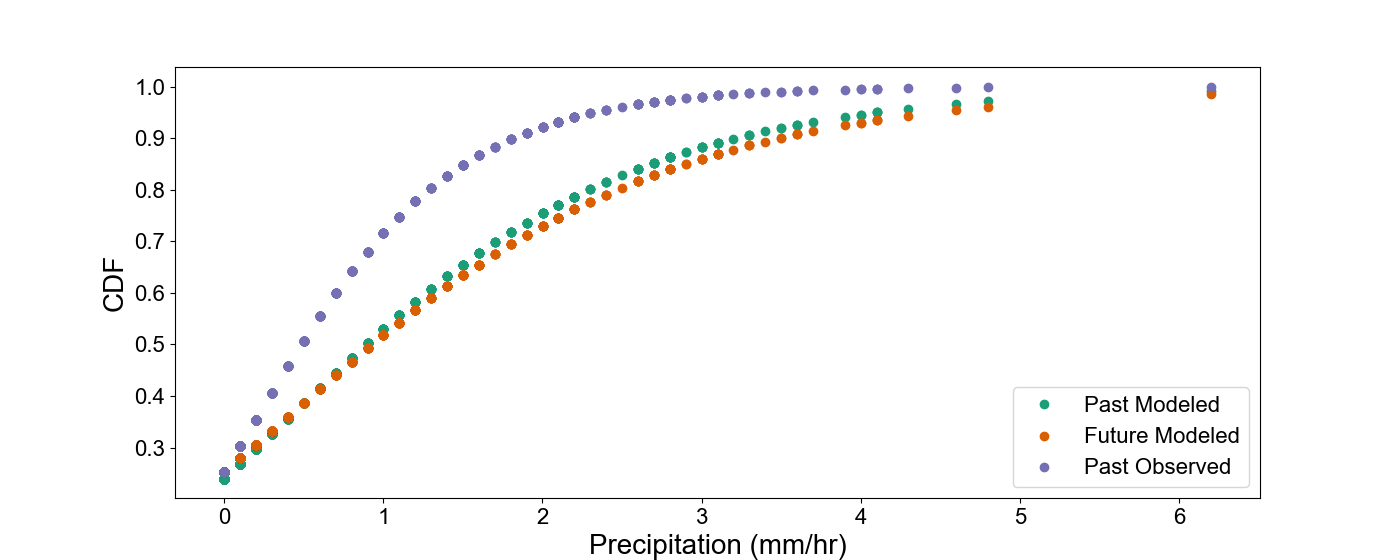 1.0
0.9
0.8
0.7
0.6
0.5
0.4
0.3
CDF
Past Modeled
Future Modeled
Past Observed
0 1 2 3 4 5 6
Precipitation (mm/hr)